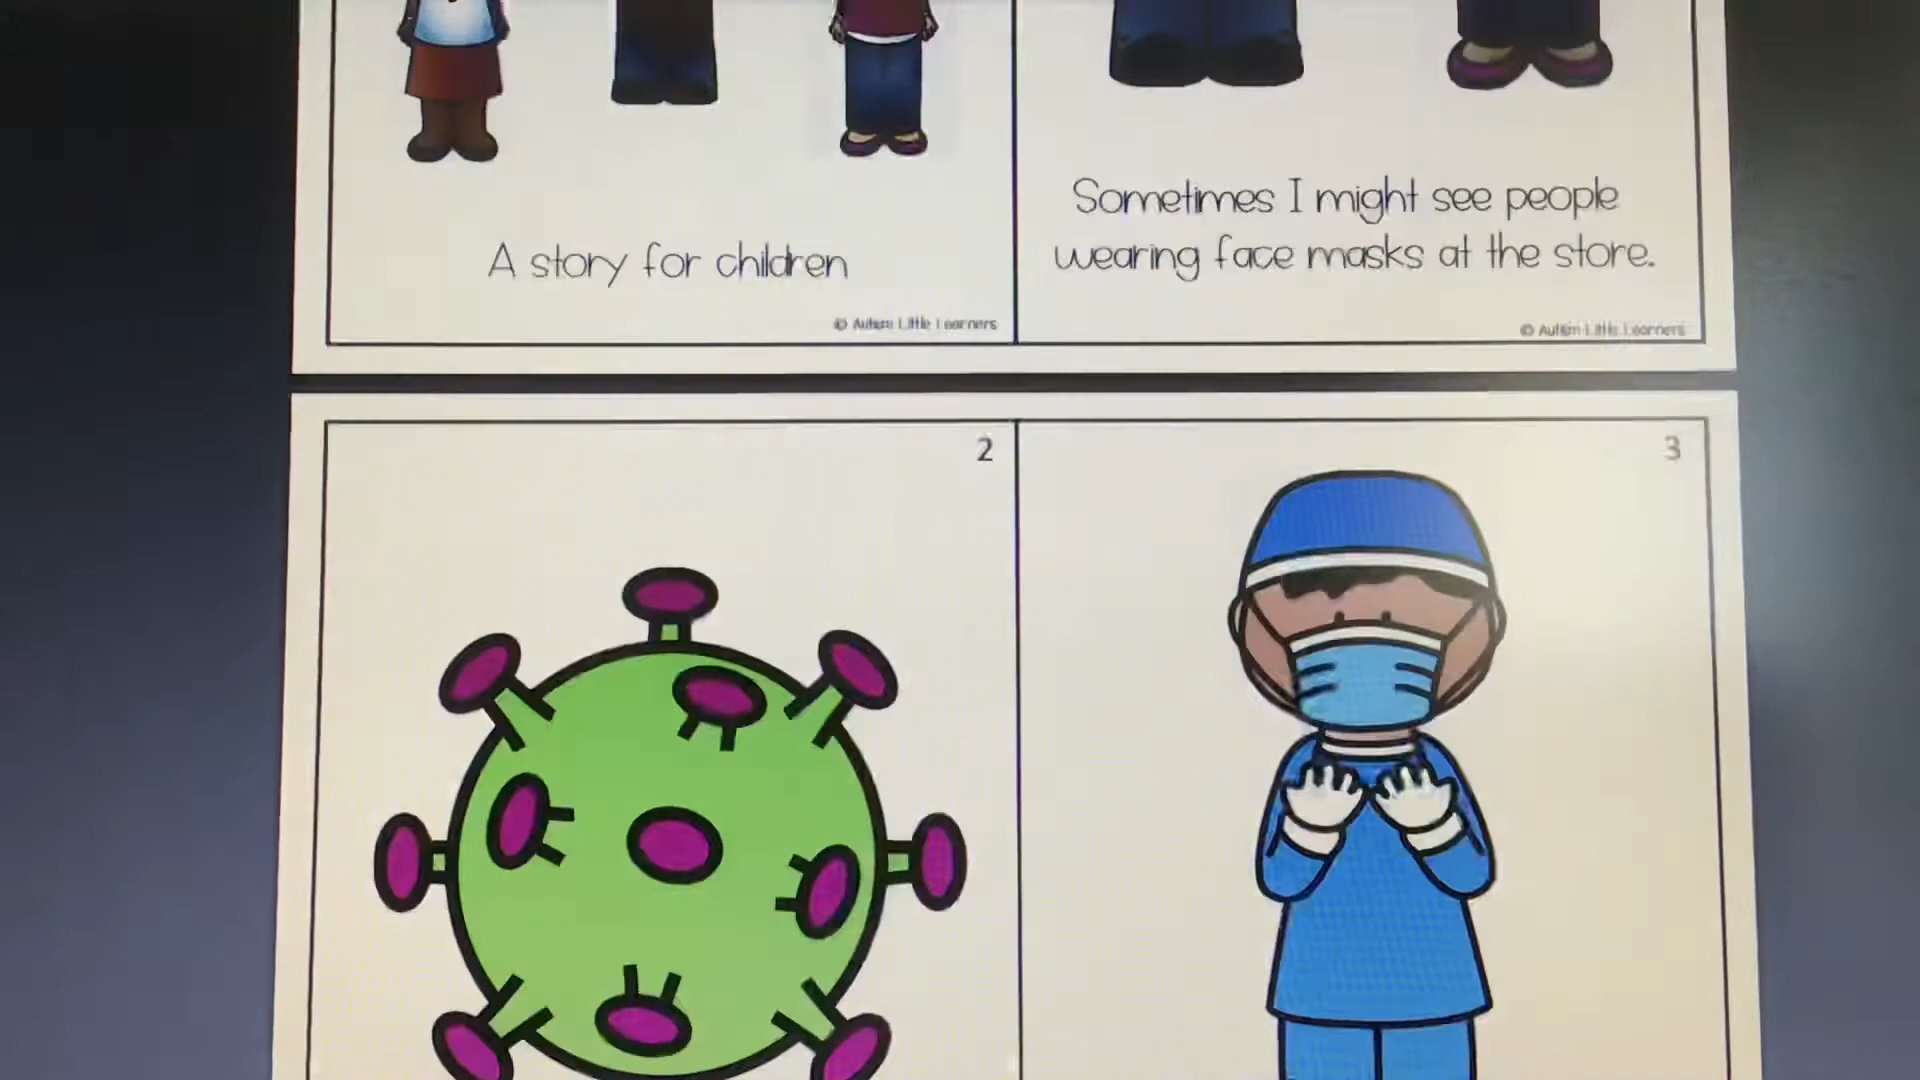 A story for children
© Autism Little Learners
Sometimes I might see people
wearing face masks at the store.
© Autism Little Learners
2
3